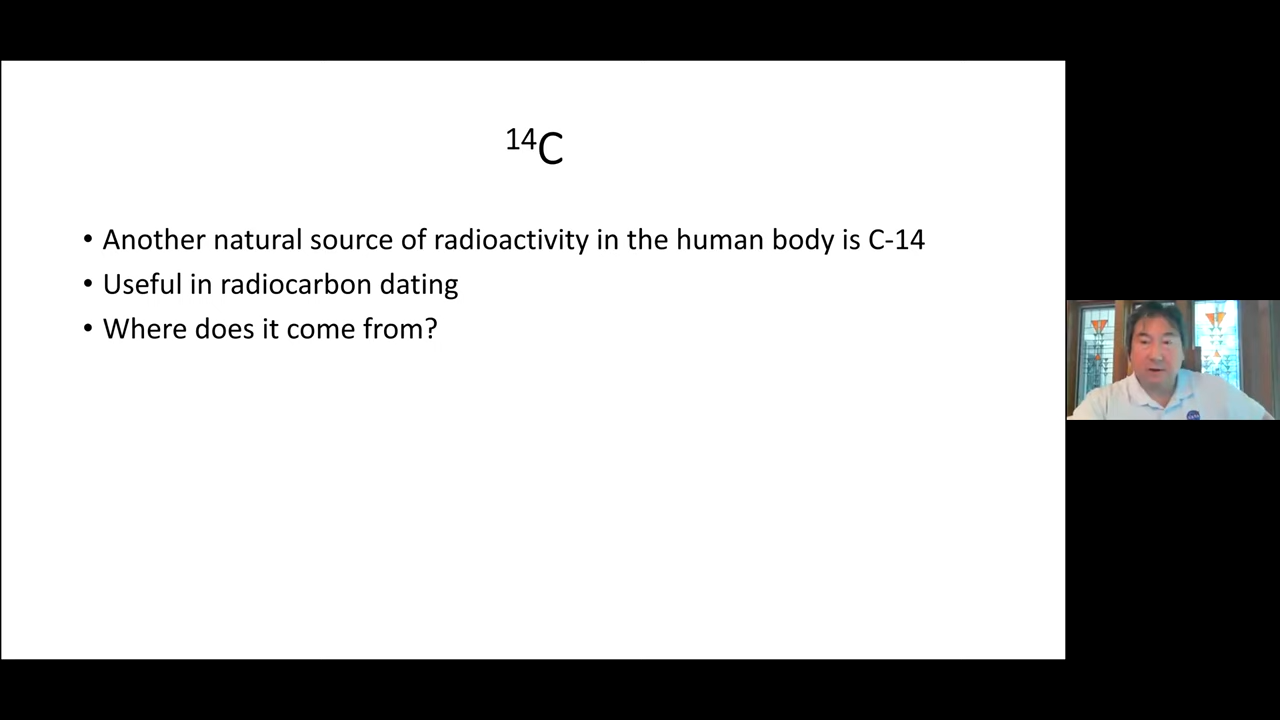 ¹⁴C
• Another natural source of radioactivity in the human body is C-14
• Useful in radiocarbon dating
• Where does it come from?